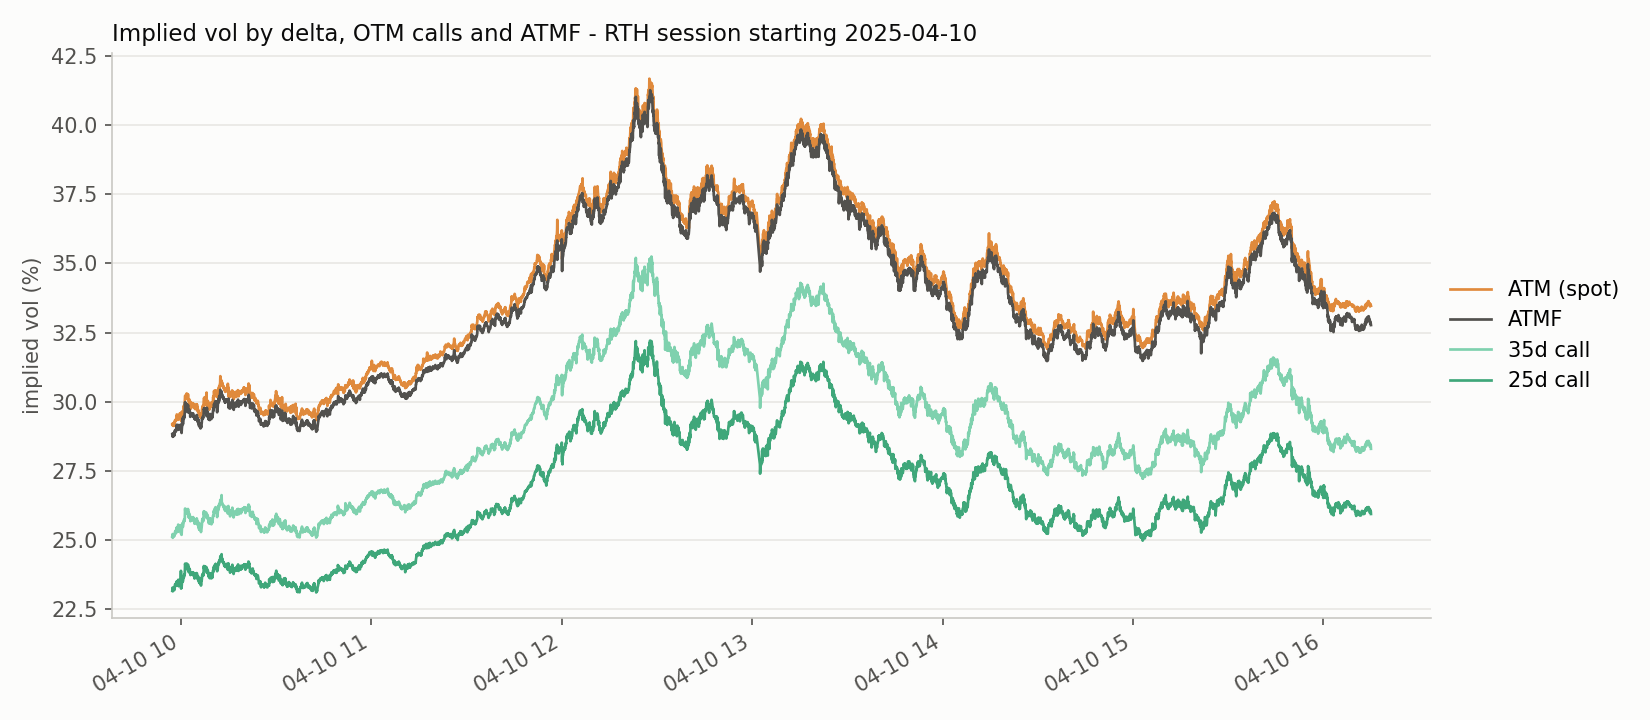 Implied vol by delta, OTM calls and ATMF - RTH session starting 2025-04-10
42.5
40.0
37.5
35.0
32.5
30.0
27.5
25.0
22.5
implied vol (%)
04-10 10
04-10 11
04-10 12
04-10 13
04-10 14
04-10 15
04-10 16
ATM (spot)
ATMF
35d call
25d call